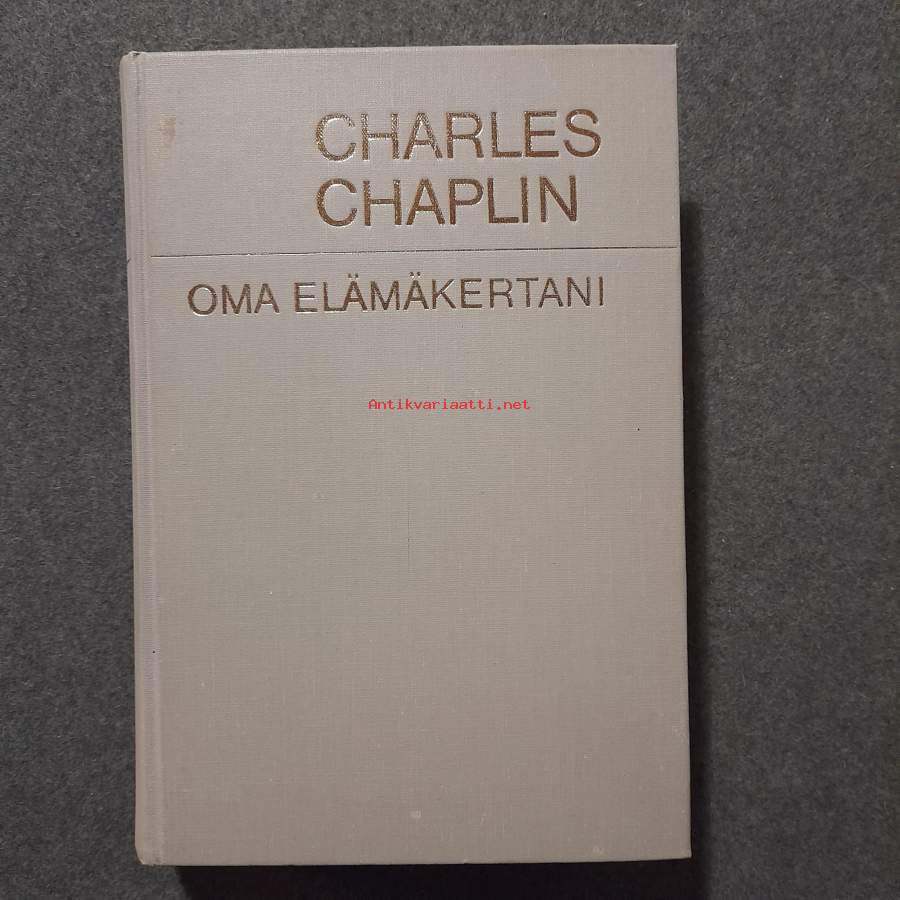 CHARLES
CHAPLIN
OMA ELÄMÄKERTANI
Antikvariaatti.net